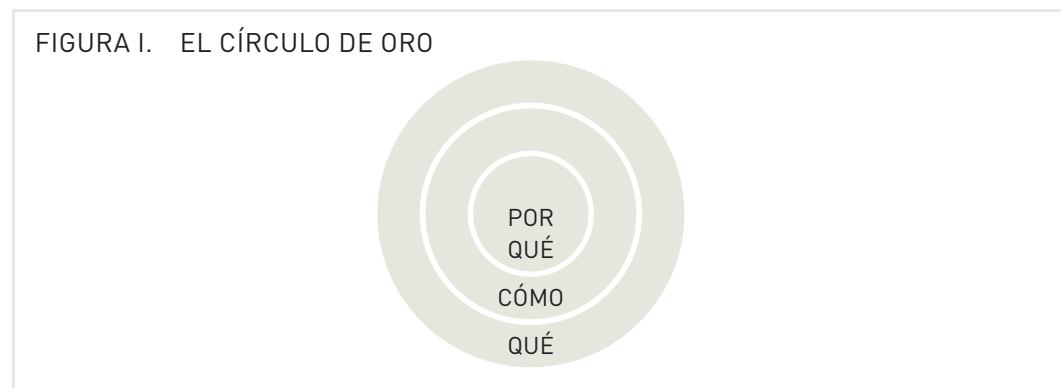 FIGURA I. EL CÍRCULO DE ORO
POR
QUÉ
CÓMO
QUÉ